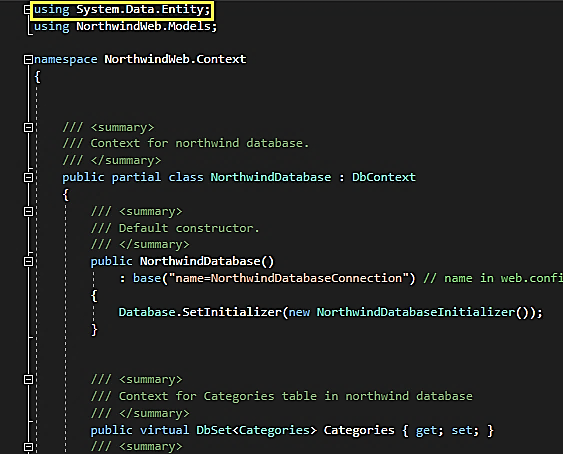 using System.Data.Entity;
using NorthwindWeb.Models;
namespace NorthwindWeb.Context
{
/// <summary>
/// Context for northwind database.
/// </summary>
public partial class NorthwindDatabase : DbContext
{
/// <summary>
/// Default constructor.
/// </summary>
public NorthwindDatabase()
: base("name=NorthwindDatabaseConnection") // name in web.confi
{
Database.SetInitializer(new NorthwindDatabaseInitializer());
}
/// <summary>
/// Context for Categories table in northwind database
/// </summary>
public virtual DbSet<Categories> Categories { get; set; }
/// <summary>